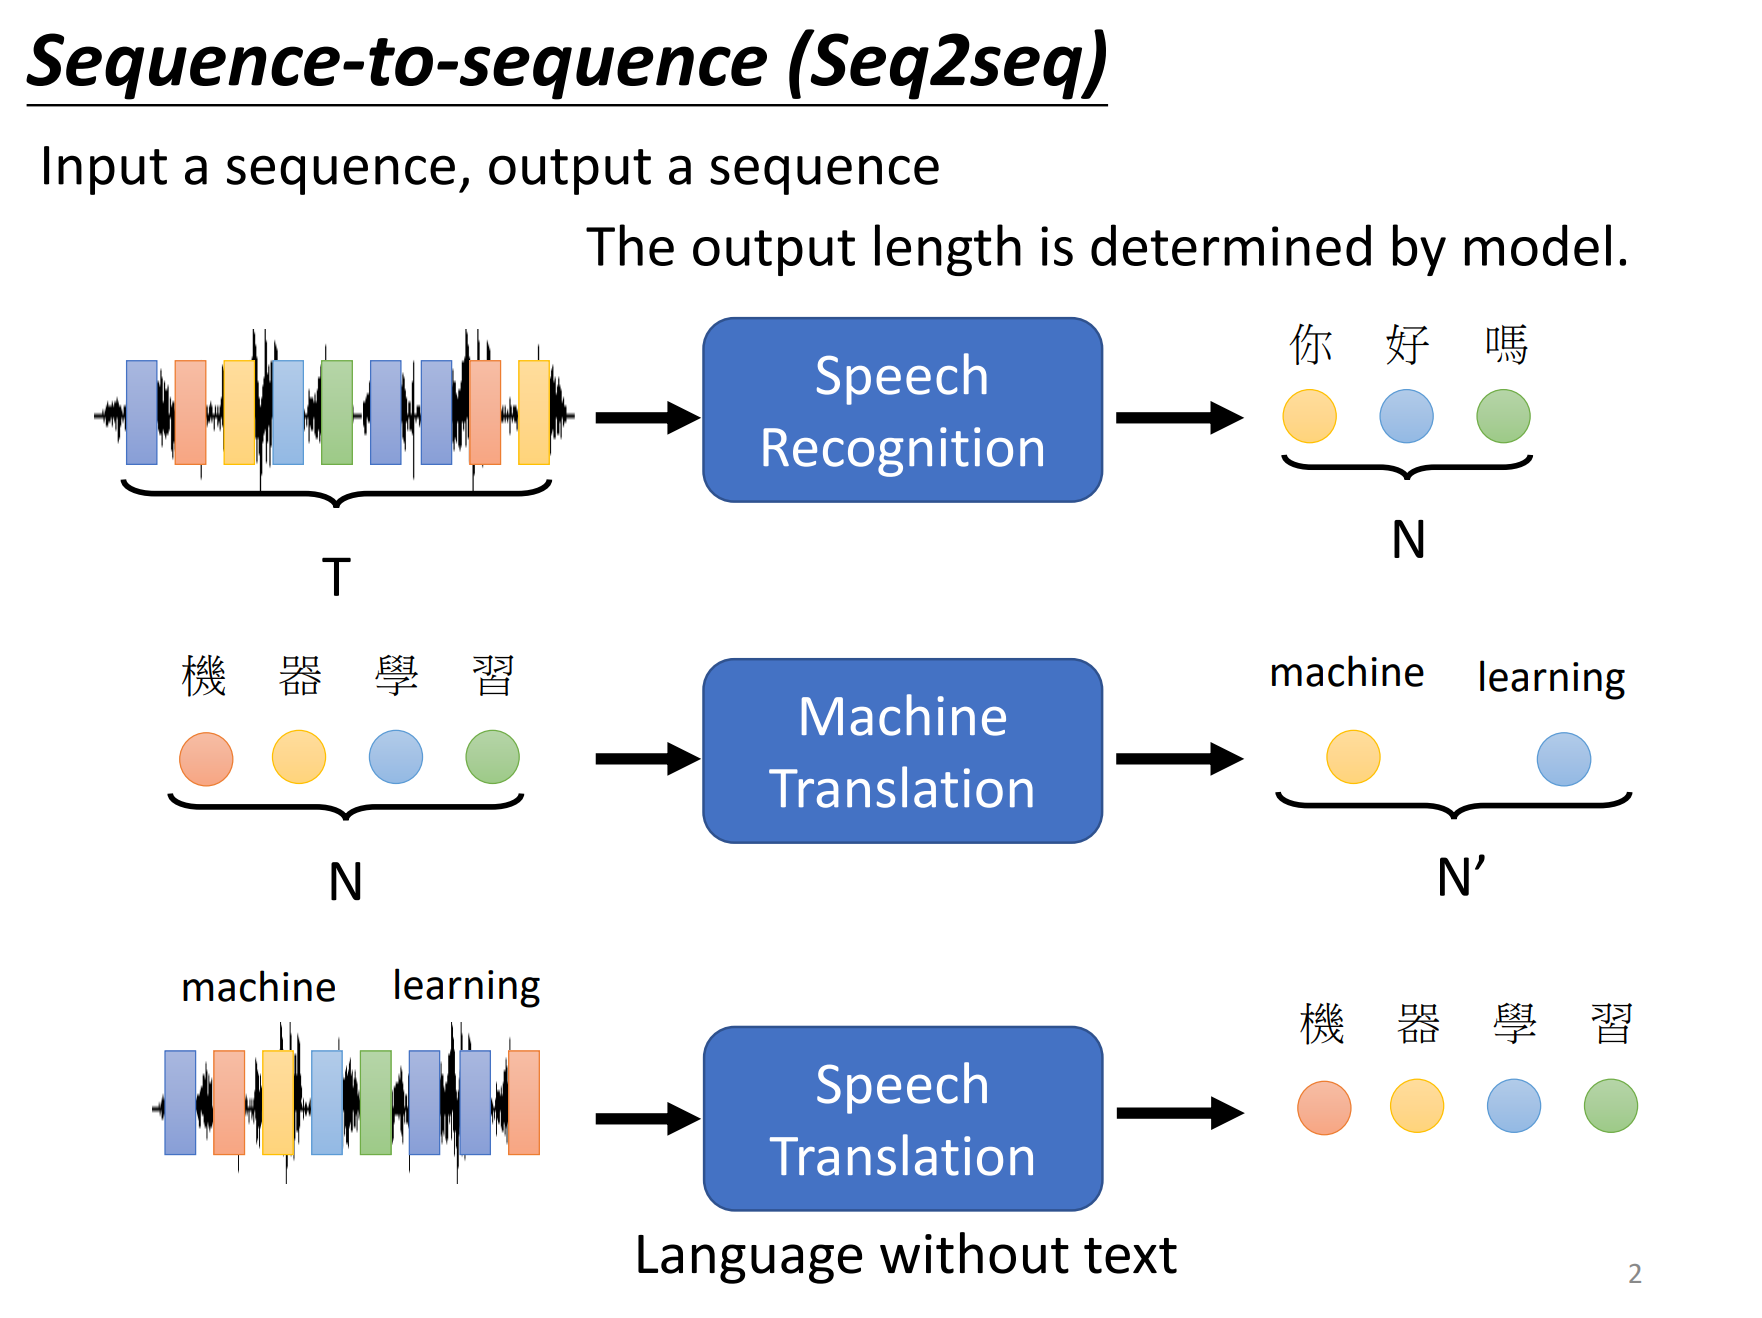 Sequence-to-sequence (Seq2seq)
Input a sequence, output a sequence
The output length is determined by model.
Speech
Recognition
你 好 嗎
T
N
機 器 學 習
Machine
Translation
machine learning
N
N’
machine learning
Speech
Translation
機 器 學 習
Language without text
2